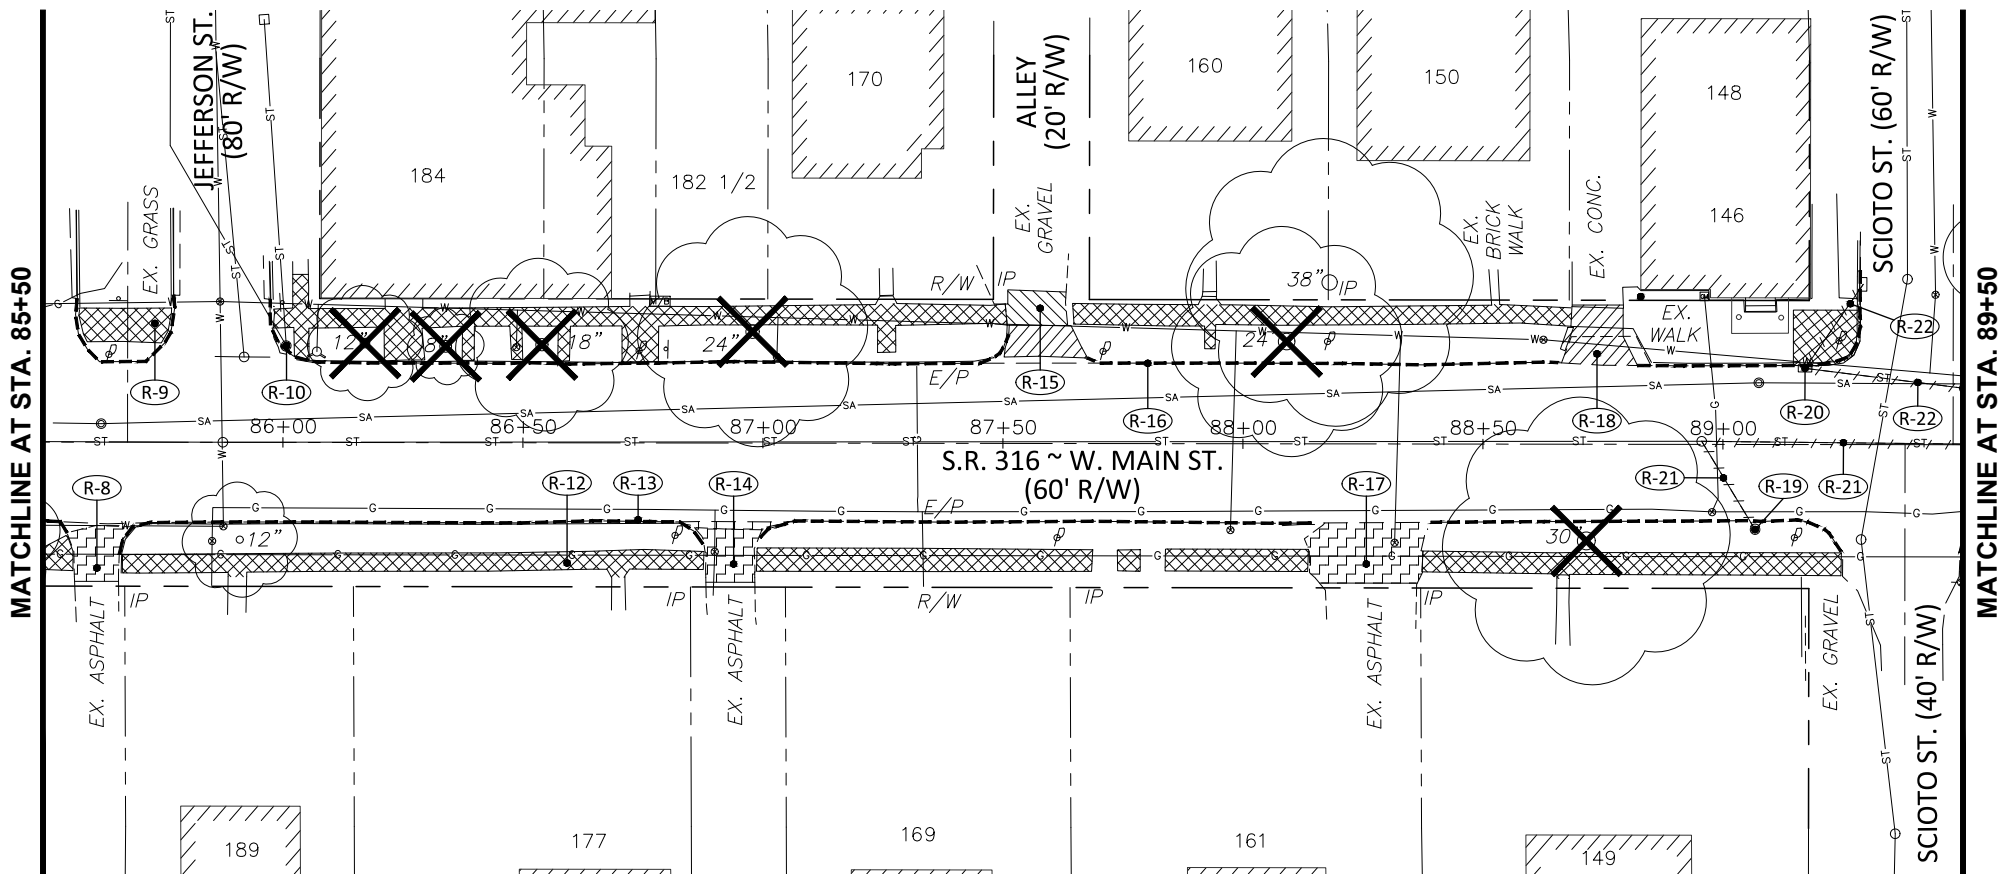 MATCHLINE AT STA. 85+50
JEFFERSON ST.
(80' R/W)
EX. GRASS
184
182 1/2
170
ALLEY
(20' R/W)
EX.
GRAVEL
160
150
EX.
BRICK
WALK
EX. CONC.
148
146
EX.
WALK
SCIOTO ST. (60' R/W)
MATCHLINE AT STA. 89+50
R/W
IP
38"
IP
12"
8"
18"
24"
24"
R-9
R-10
E/P
R-15
R-16
R-18
R-20
R-22
R-22
86+00
86+50
87+00
87+50
88+00
88+50
89+00
S.R. 316 ~ W. MAIN ST.
(60' R/W)
R-8
R-12
R-13
R-14
R-17
R-21
R-19
R-21
E/P
12"
30"
IP
IP
R/W
IP
IP
EX. ASPHALT
EX. ASPHALT
EX. ASPHALT
EX. GRAVEL
SCIOTO ST. (40' R/W)
189
177
169
161
149